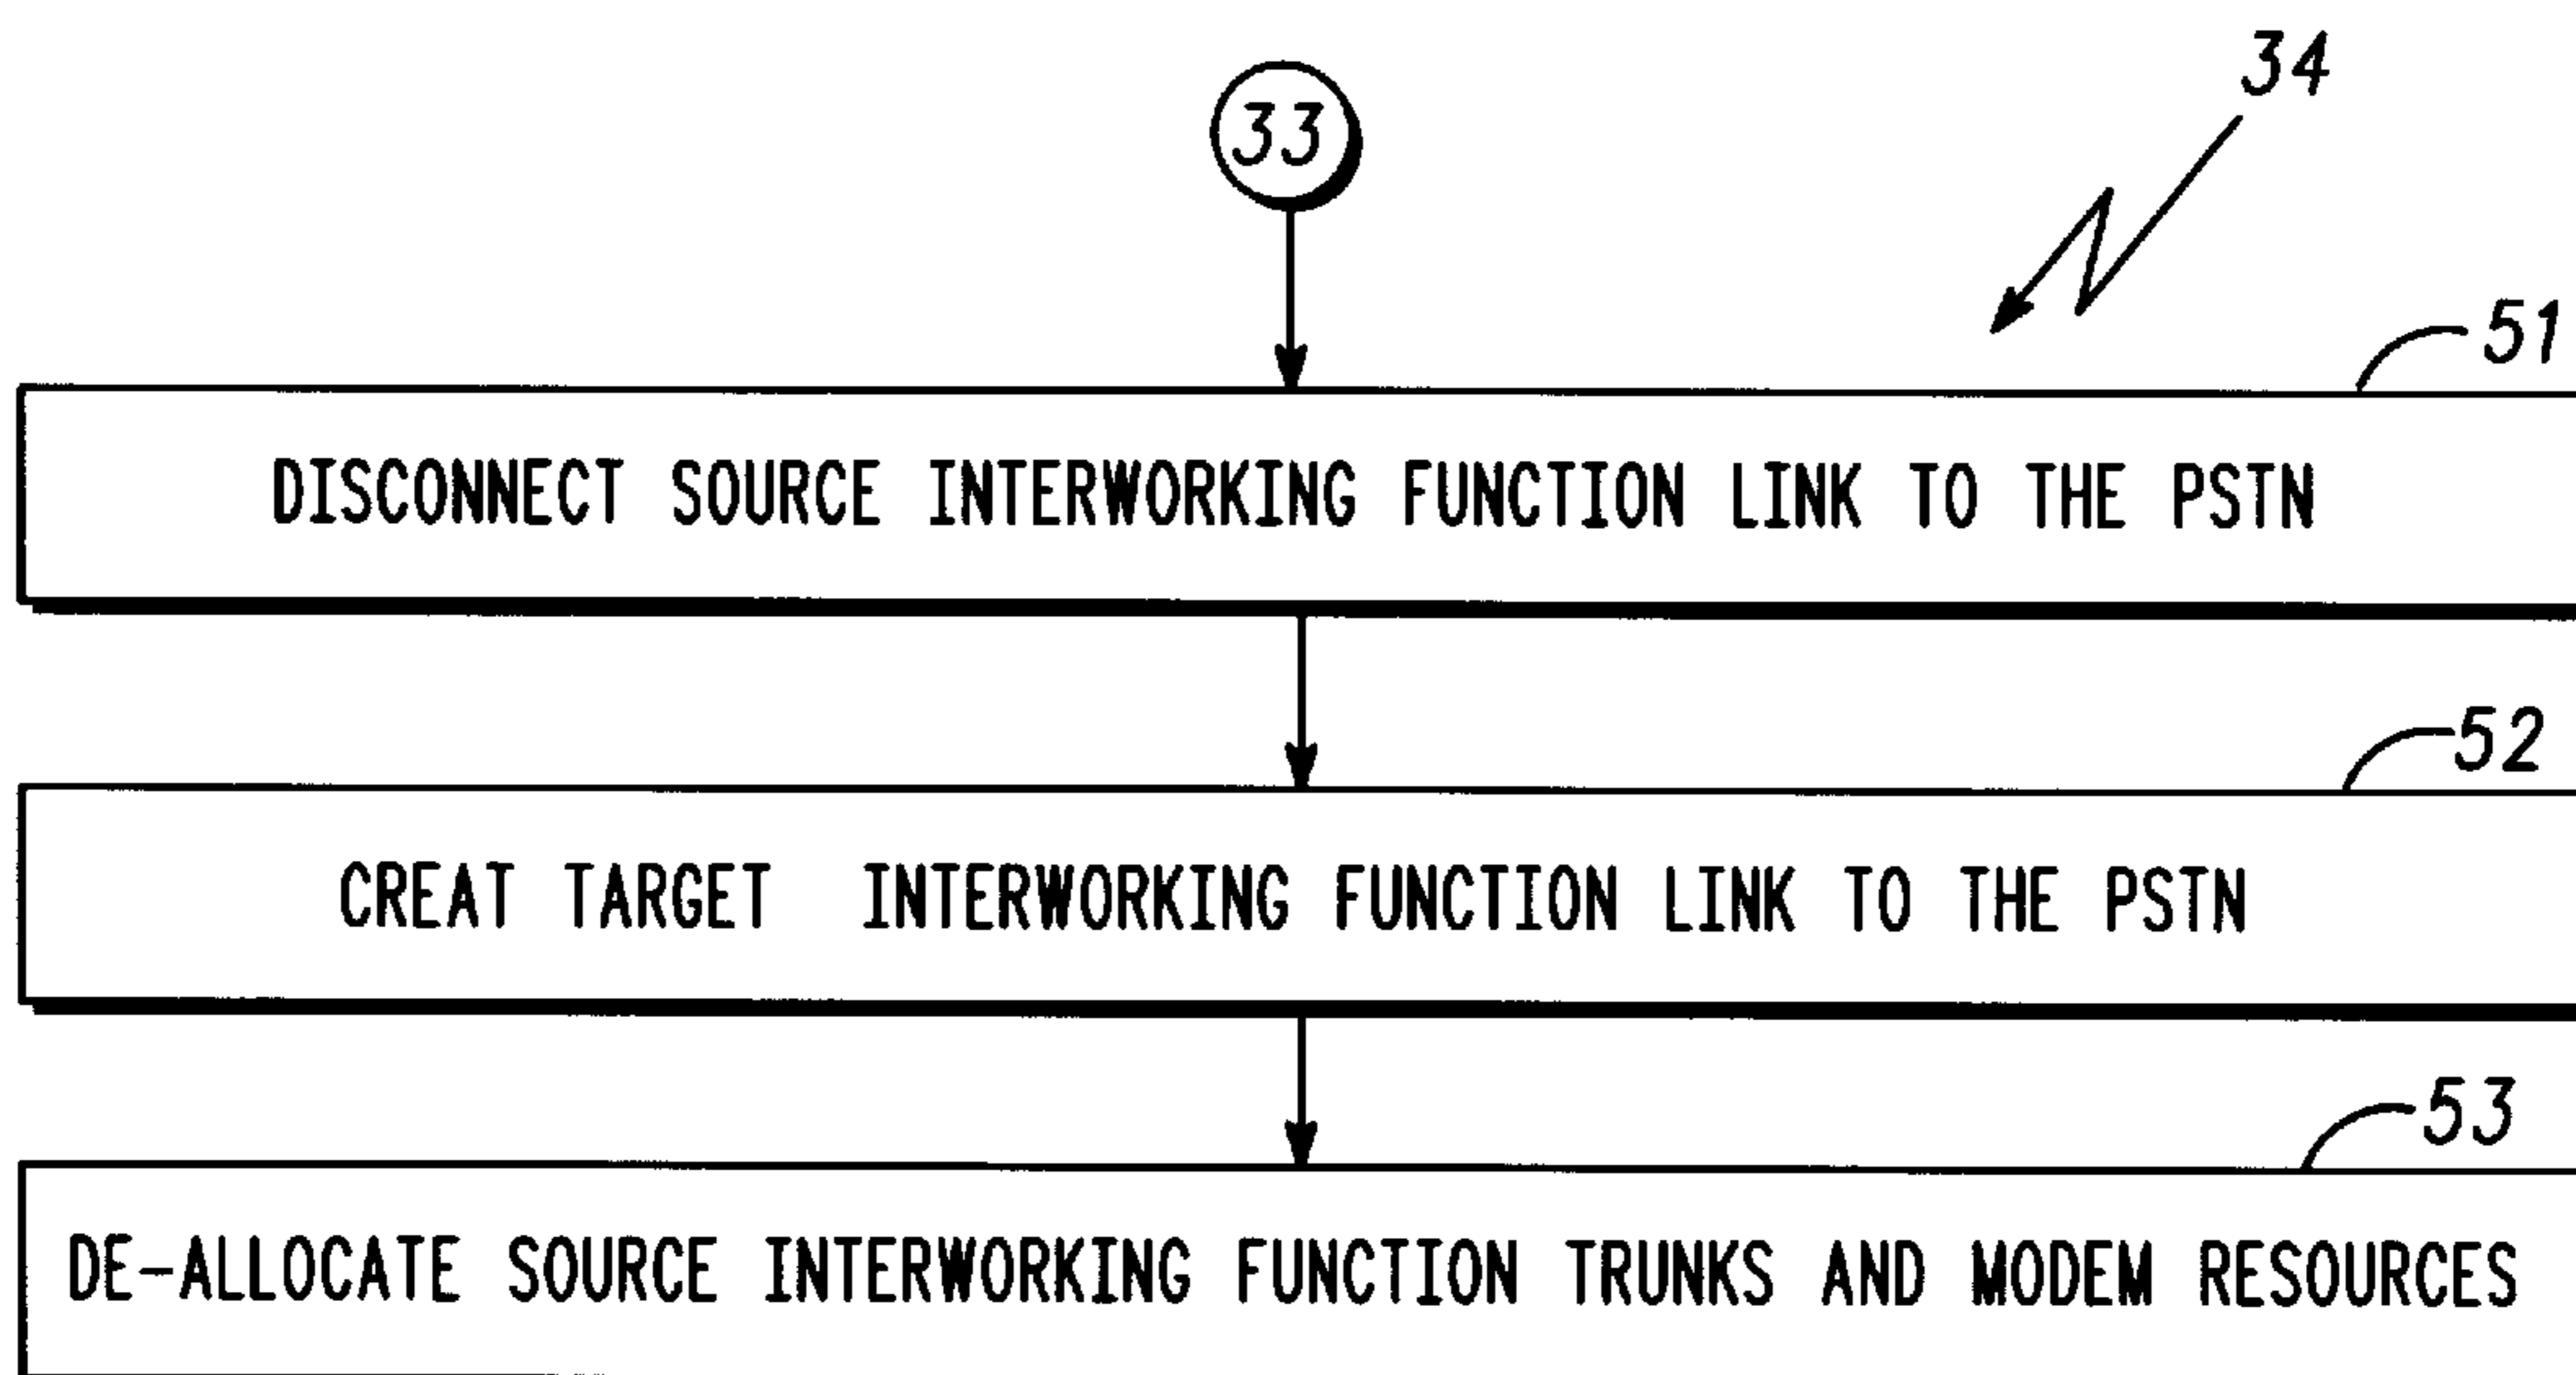 34
33
51
DISCONNECT SOURCE INTERWORKING FUNCTION LINK TO THE PSTN
52
CREAT TARGET INTERWORKING FUNCTION LINK TO THE PSTN
53
DE-ALLOCATE SOURCE INTERWORKING FUNCTION TRUNKS AND MODEM RESOURCES